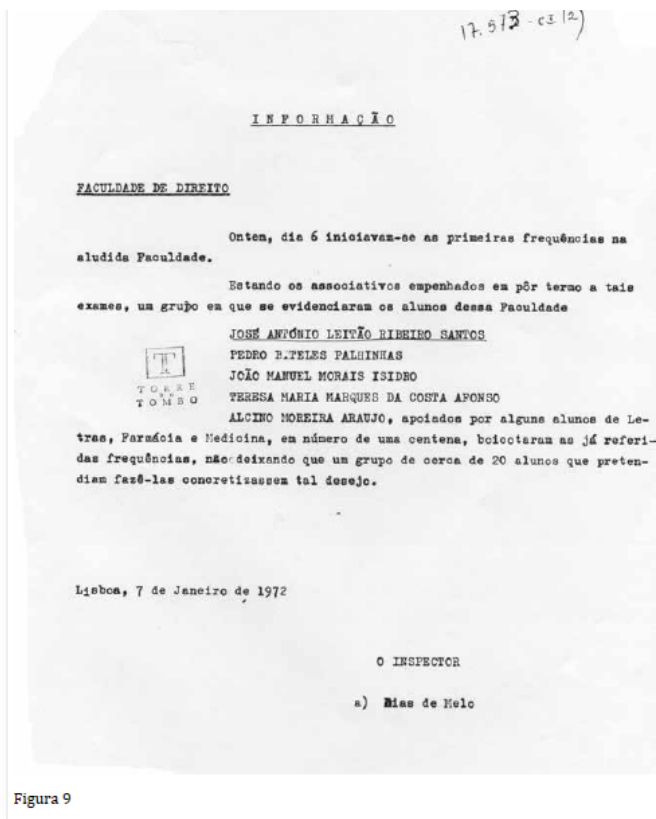 17.573 - CI (2)
INFORMAÇÃO
FACULDADE DE DIREITO
Ontem, dia 6 iniciavam-se as primeiras frequências na
aludida Faculdade.
Estando os associativos empenhados em pôr termo a tais
exames, um grupo em que se evidenciaram os alunos dessa Faculdade
JOSÉ ANTÓNIO LEITÃO RIBEIRO SANTOS
PEDRO B.TELES PALHINHAS
JOÃO MANUEL MORAIS ISIDRO
TERESA MARIA MARQUES DA COSTA AFONSO
ALCINO MOREIRA ARAUJO, apoiados por alguns alunos de Le-
tras, Farmácia e Medicina, em número de uma centena, boicotaram as já referi-
das frequências, não deixando que um grupo de cerca de 20 alunos que preten-
diam fazê-las concretizassem tal desejo.
T
TORRE
DO
TOMBO
Lisboa, 7 de Janeiro de 1972
O INSPECTOR
a) Dias de Melo
Figura 9